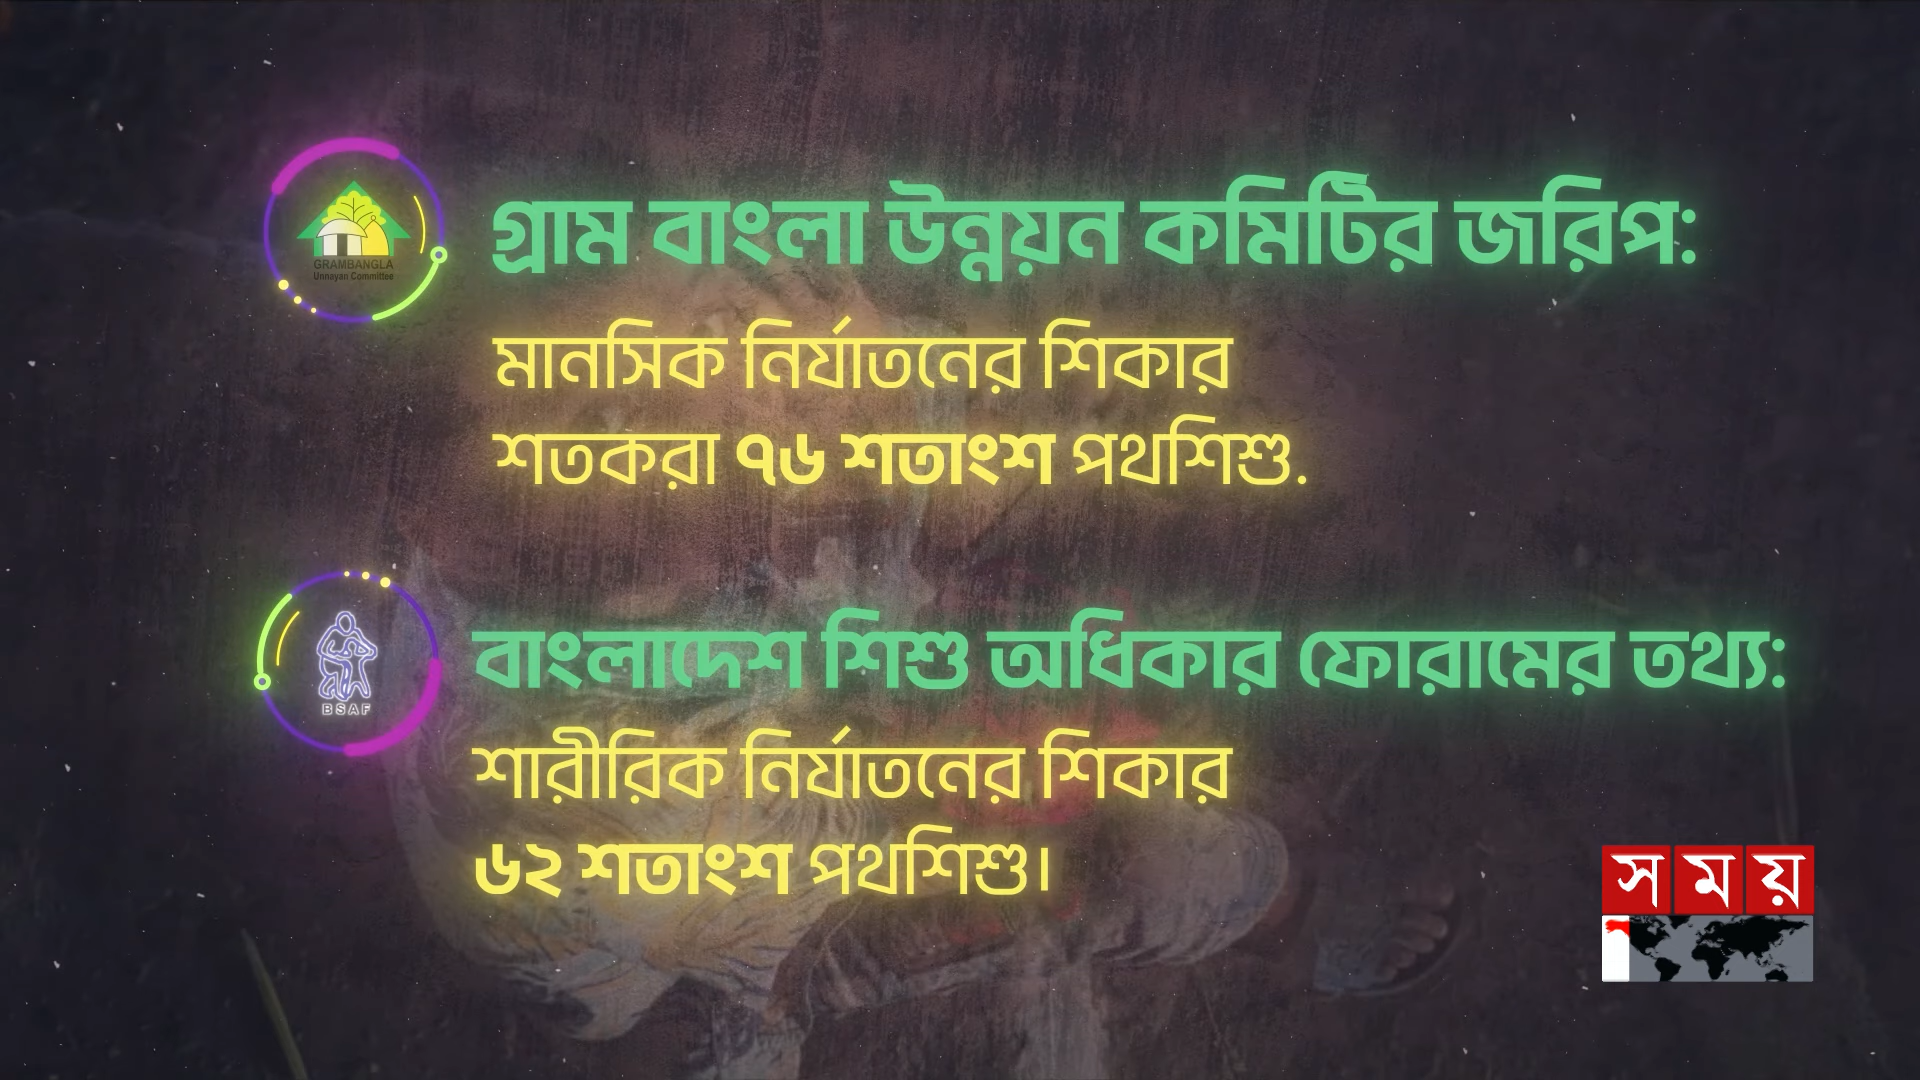 গ্রাম বাংলা উন্নয়ন কমিটির জরিপ:
GRAMBANGLA
Unnayan Committee
মানসিক নির্যাতনের শিকার
শতকরা ৭৬ শতাংশ পথশিশু.
বাংলাদেশ শিশু অধিকার ফোরামের তথ্য:
BSAF
শারীরিক নির্যাতনের শিকার
৬২ শতাংশ পথশিশু।
সময়